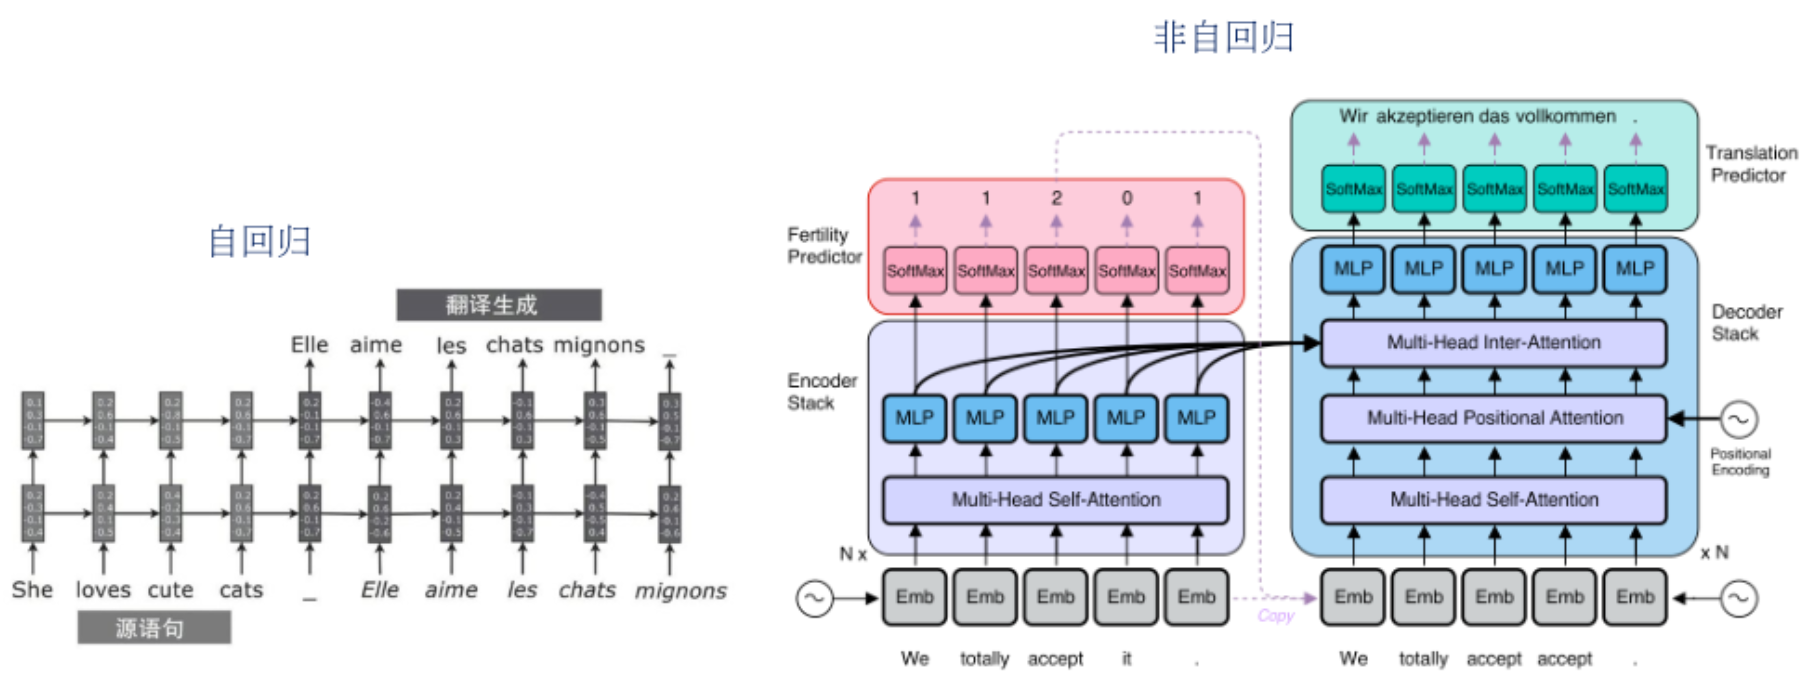 非自回归
自回归
翻译生成
Elle aime les chats mignons _
She loves cute cats _ Elle aime les chats mignons
源语句
Fertility
Predictor
1 1 2 0 1
SoftMax SoftMax SoftMax SoftMax SoftMax
Encoder
Stack
MLP MLP MLP MLP MLP
Multi-Head Self-Attention
N x
Emb Emb Emb Emb Emb
We totally accept it .
Copy
Wir akzeptieren das vollkommen .
SoftMax SoftMax SoftMax SoftMax SoftMax
Translation
Predictor
MLP MLP MLP MLP MLP
Decoder
Stack
Multi-Head Inter-Attention
Multi-Head Positional Attention
Positional
Encoding
Multi-Head Self-Attention
x N
Emb Emb Emb Emb Emb
We totally accept accept .